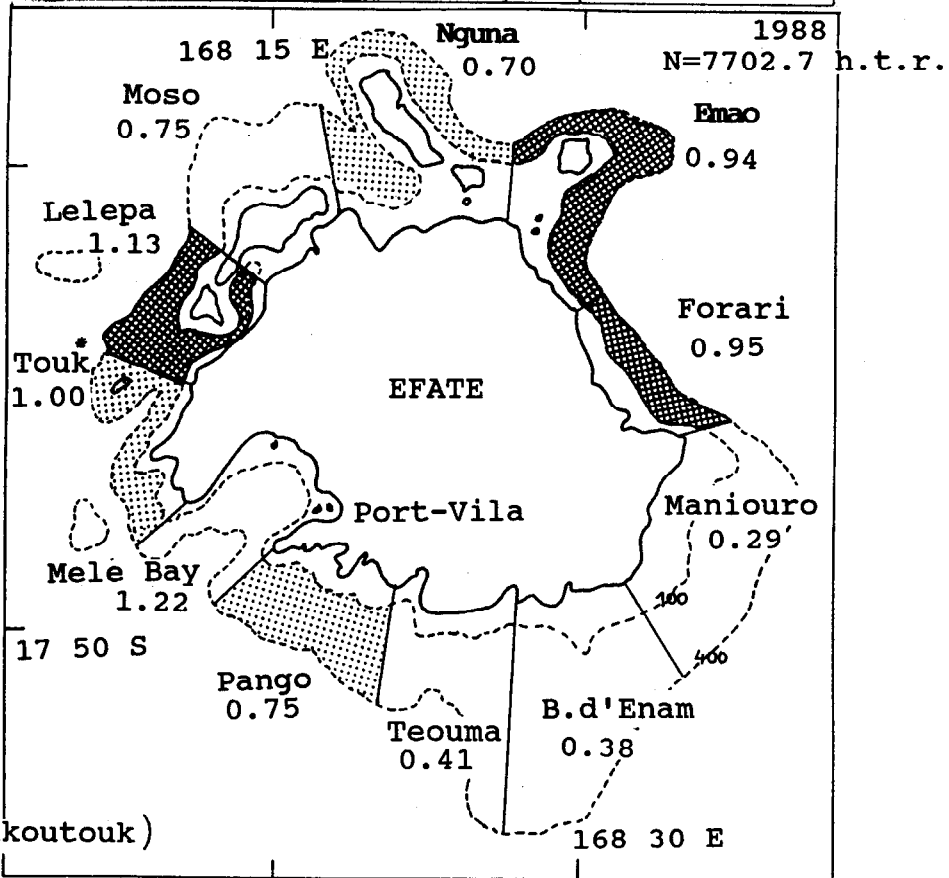 1988
168 15 E
Nguna
0.70
N=7702.7 h.t.r.
Moso
0.75
Emao
0.94
Lelepa
1.13
Forari
0.95
Touk*
1.00
EFATE
Port-Vila
Maniouro
0.29
Mele Bay
1.22
100
17 50 S
400
Pango
0.75
B.d'Enam
0.38
Teouma
0.41
koutouk)
168 30 E